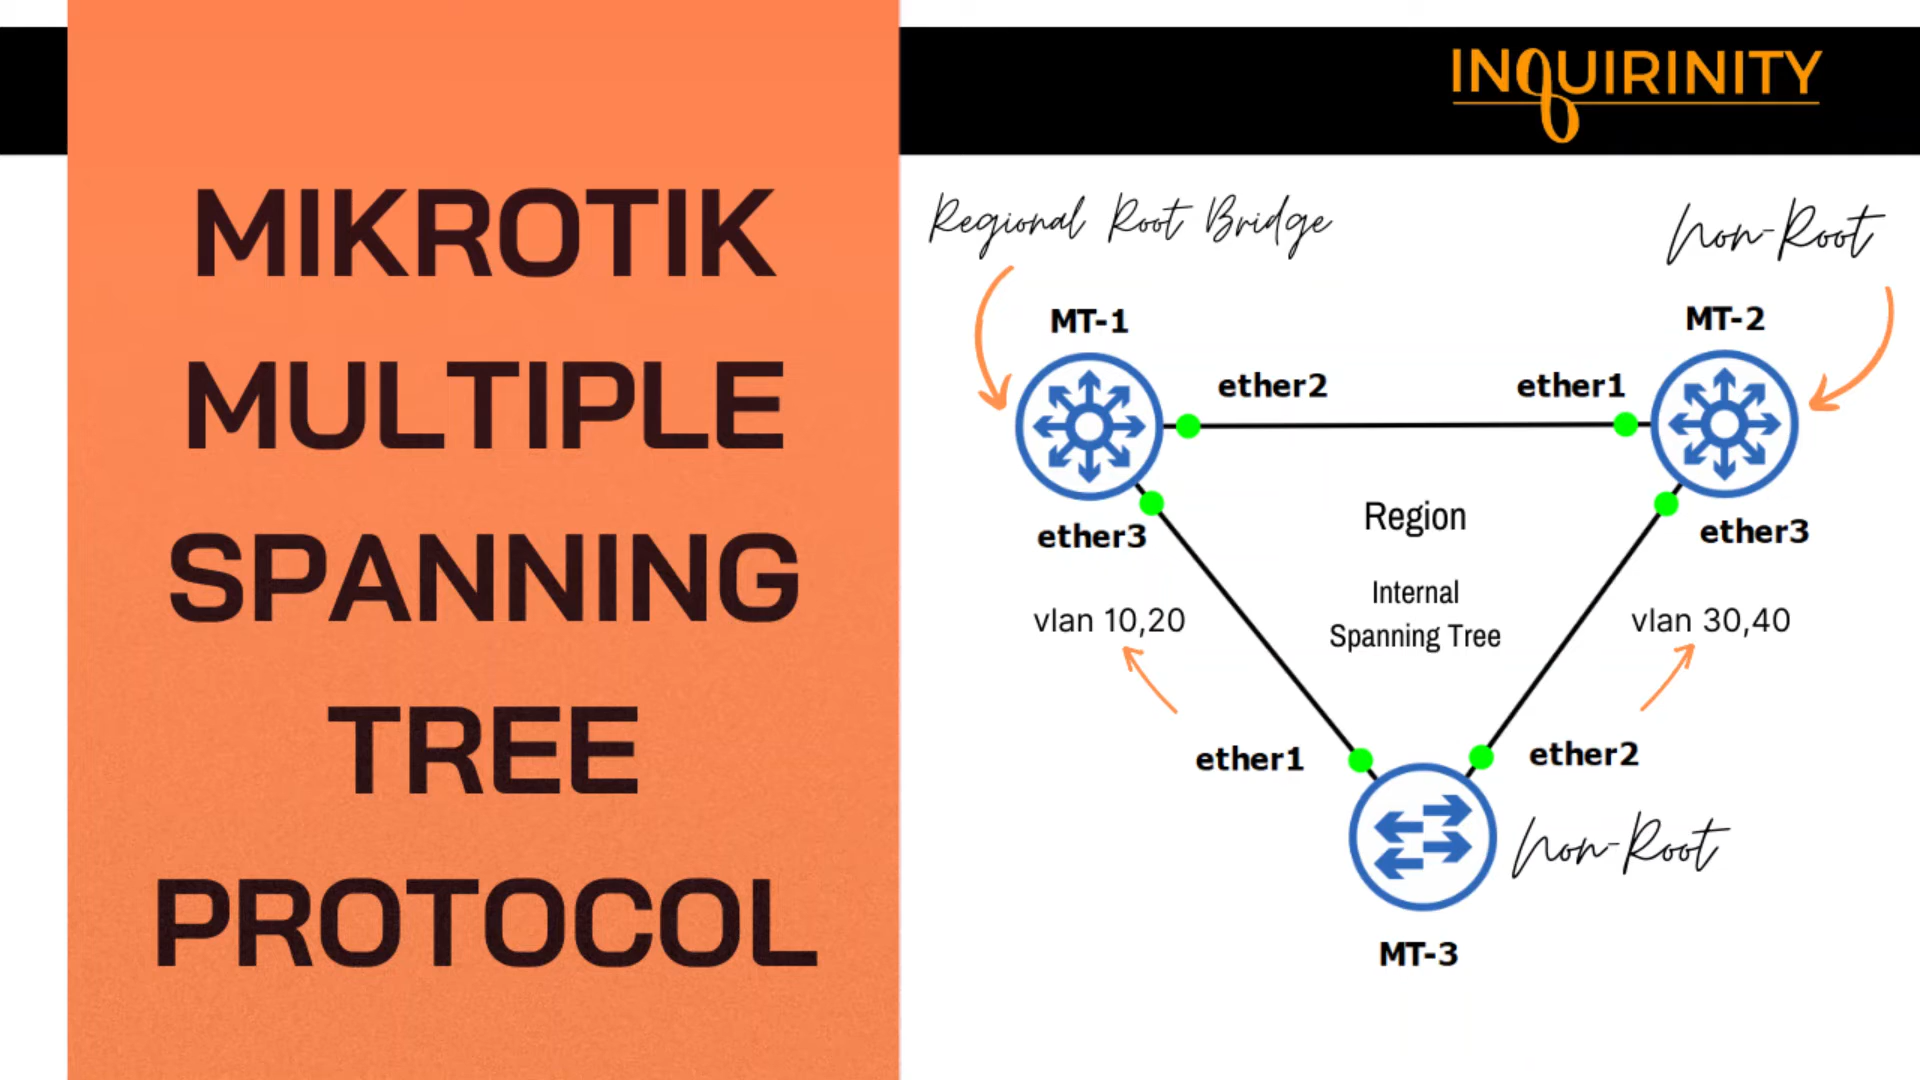 INQUIRINITY
MIKROTIK
MULTIPLE
SPANNING
TREE
PROTOCOL
Regional Root Bridge
Non-Root
MT-1
MT-2
ether2
ether1
ether3
ether3
Region
Internal
Spanning Tree
vlan 10,20
vlan 30,40
ether1
ether2
Non-Root
MT-3